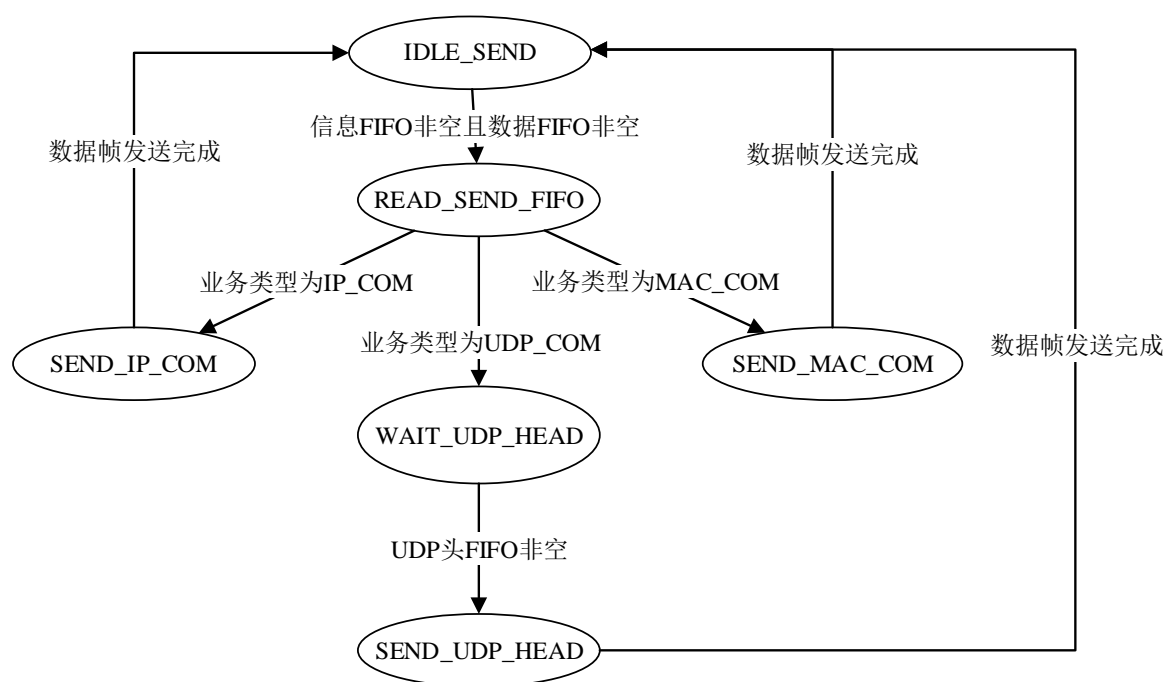 IDLE_SEND
信息FIFO非空且数据FIFO非空
数据帧发送完成
数据帧发送完成
READ_SEND_FIFO
业务类型为IP_COM
业务类型为MAC_COM
业务类型为UDP_COM
数据帧发送完成
SEND_IP_COM
SEND_MAC_COM
WAIT_UDP_HEAD
UDP头FIFO非空
SEND_UDP_HEAD